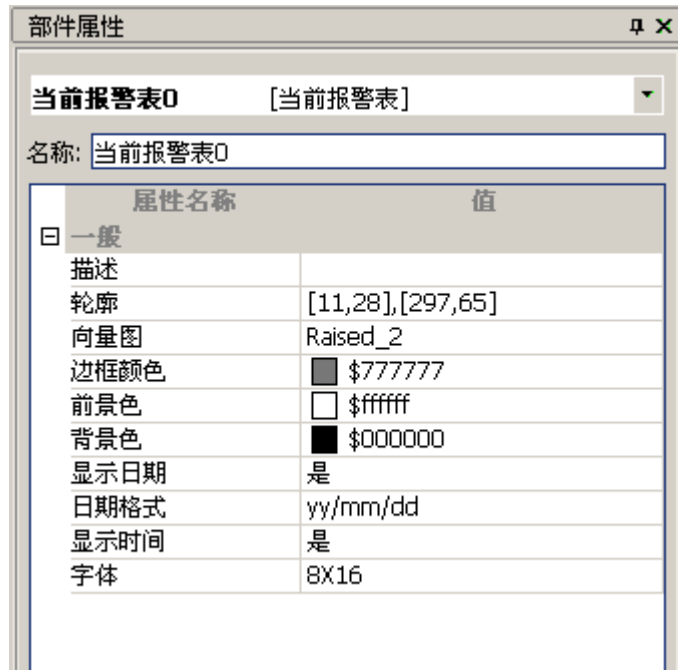 部件属性
当前报警表0 [当前报警表]
名称: 当前报警表0
属性名称 值
一般
描述
轮廓 [11,28],[297,65]
向量图 Raised_2
边框颜色 $777777
前景色 $ffffff
背景色 $000000
显示日期 是
日期格式 yy/mm/dd
显示时间 是
字体 8X16